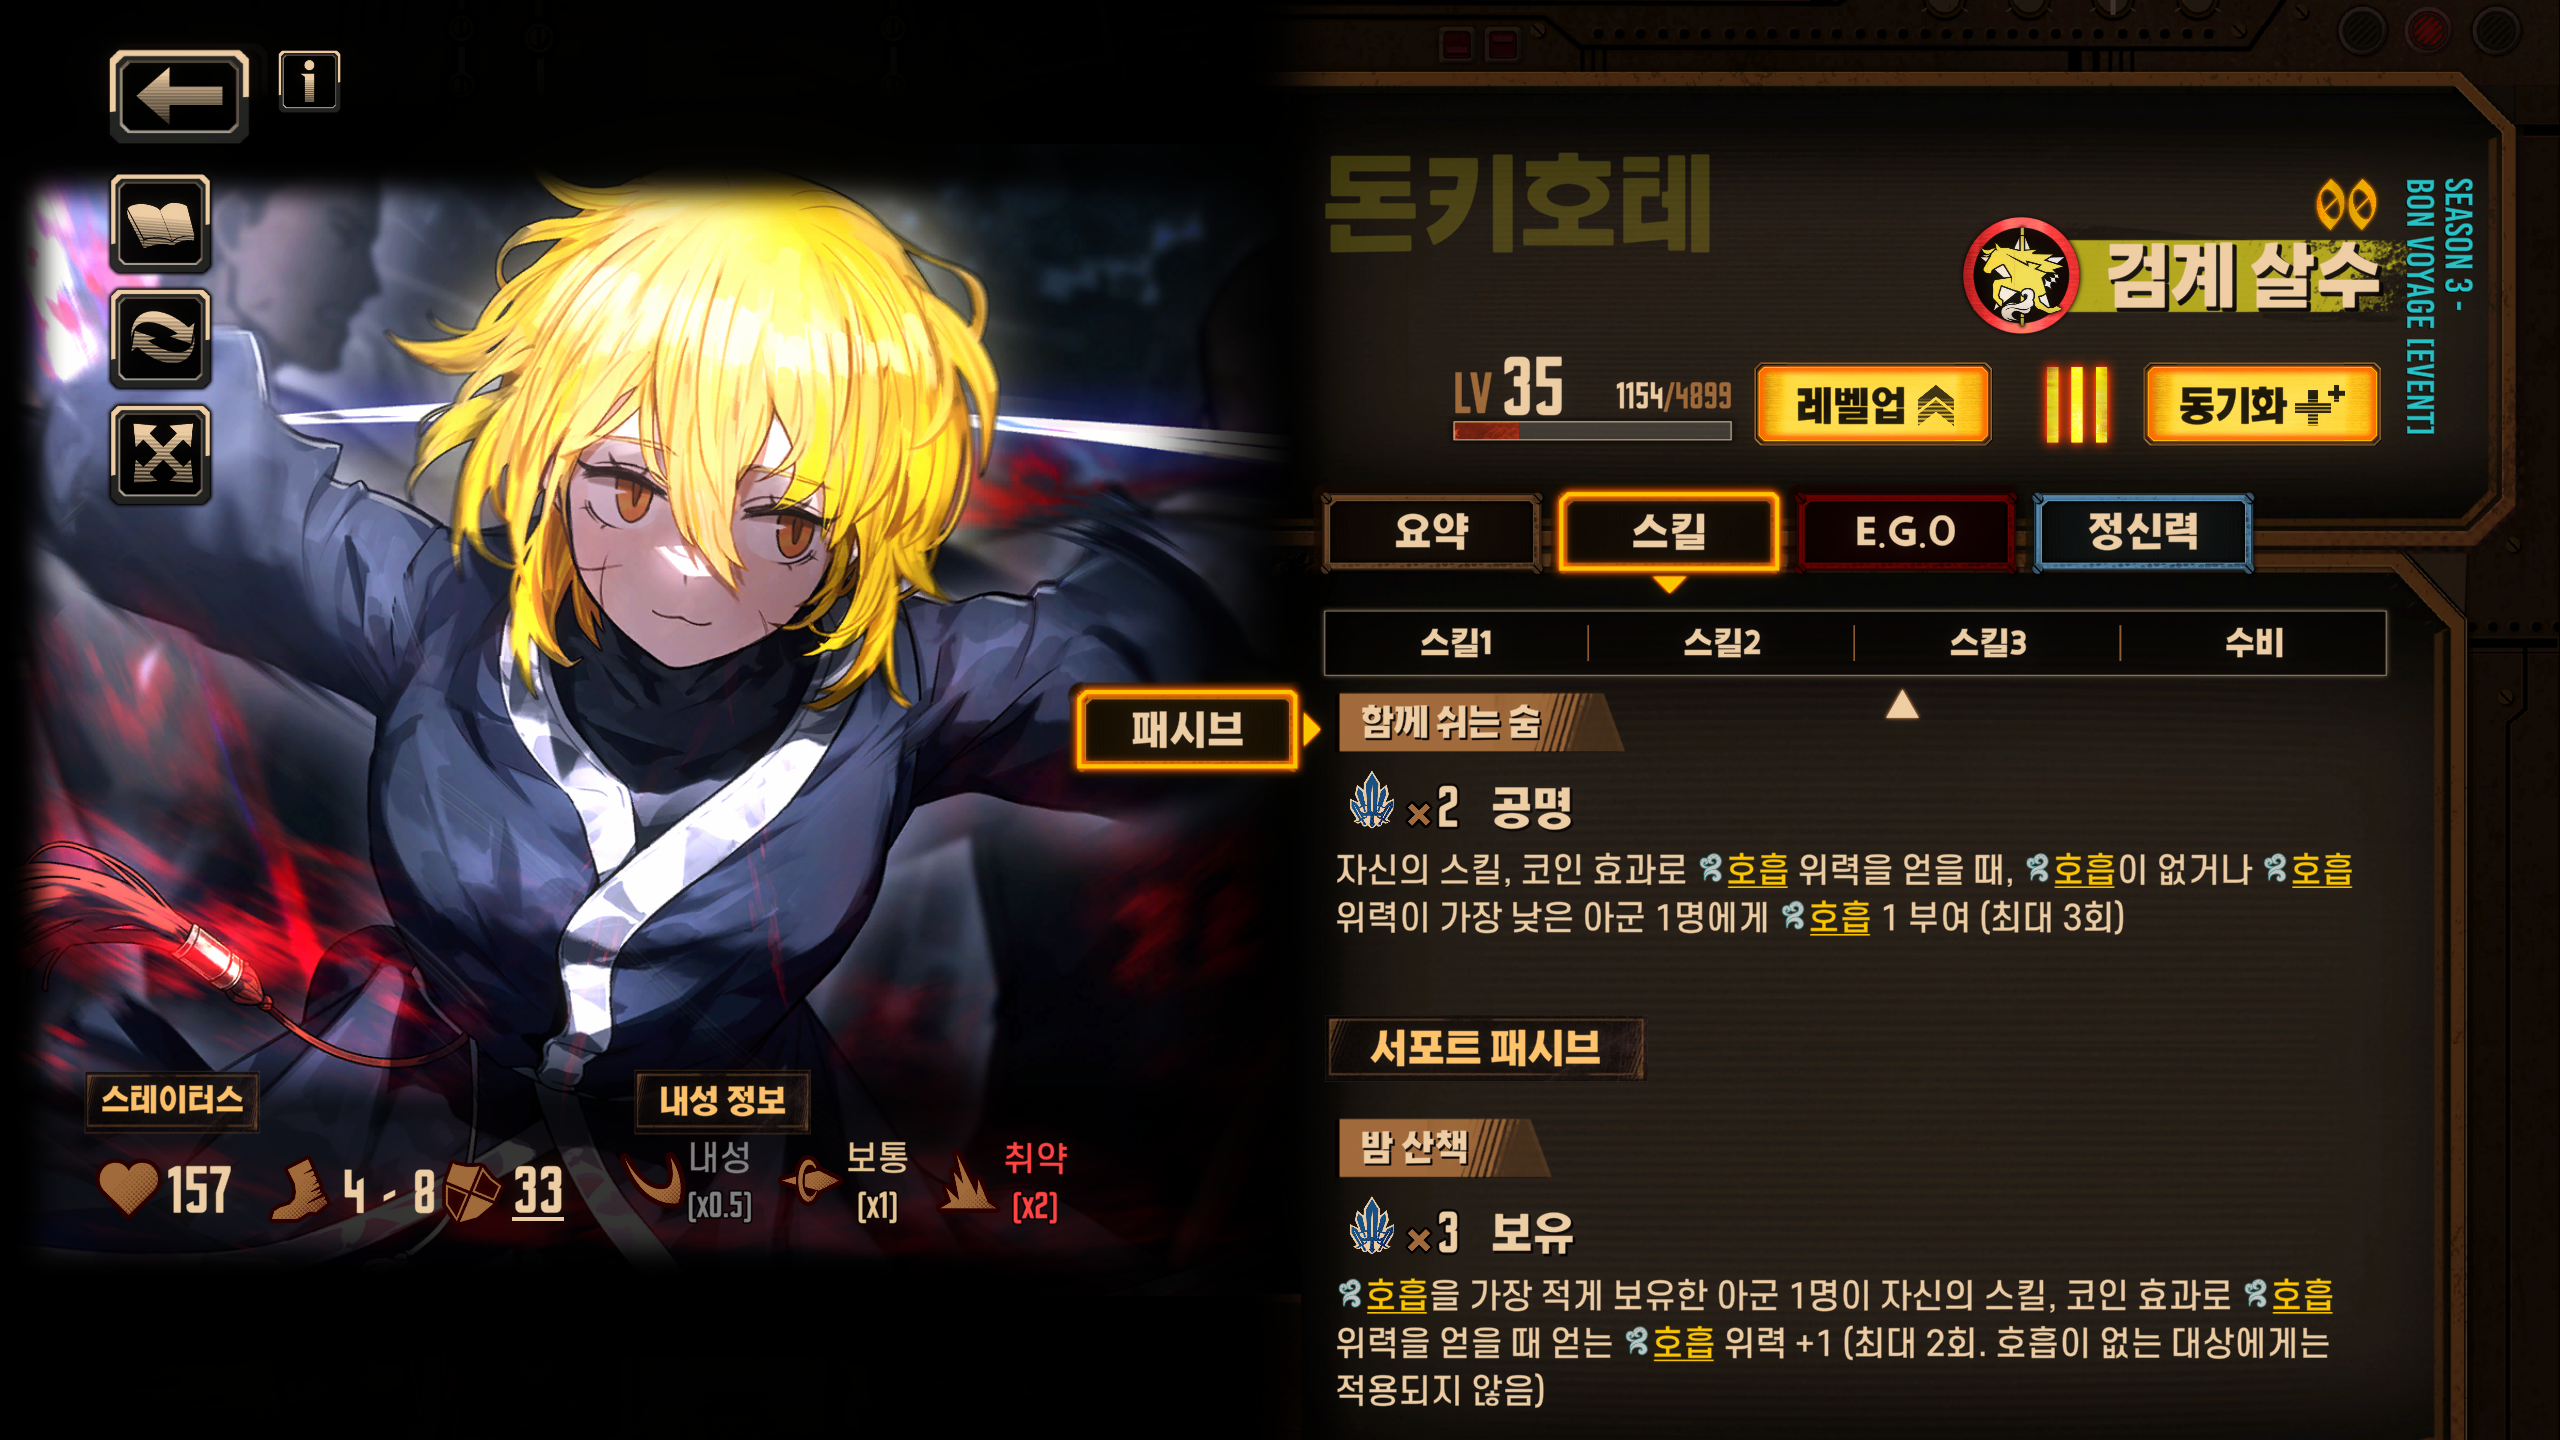 돈키호테
검계 살수
SEASON 3 -
BON VOYAGE [EVENT]
LV 35 1154/4899 레벨업 동기화
요약 스킬 E.G.O 정신력
스킬1 스킬2 스킬3 수비
패시브
함께 쉬는 숨
×2 공명
자신의 스킬, 코인 효과로 호흡 위력을 얻을 때, 호흡이 없거나 호흡
위력이 가장 낮은 아군 1명에게 호흡 1 부여 (최대 3회)
서포트 패시브
밤 산책
×3 보유
호흡을 가장 적게 보유한 아군 1명이 자신의 스킬, 코인 효과로 호흡
위력을 얻을 때 얻는 호흡 위력 +1 (최대 2회. 호흡이 없는 대상에게는
적용되지 않음)
스테이터스
157 4 - 8 33
내성 정보
내성 보통 취약
[x0.5] [x1] [x2]